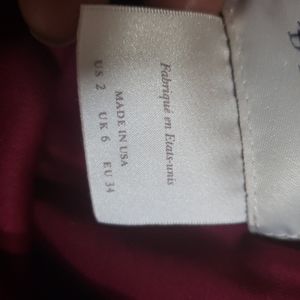 Fabriqué en Etats-unis
MADE IN USA
US 2 UK 6 EU 34